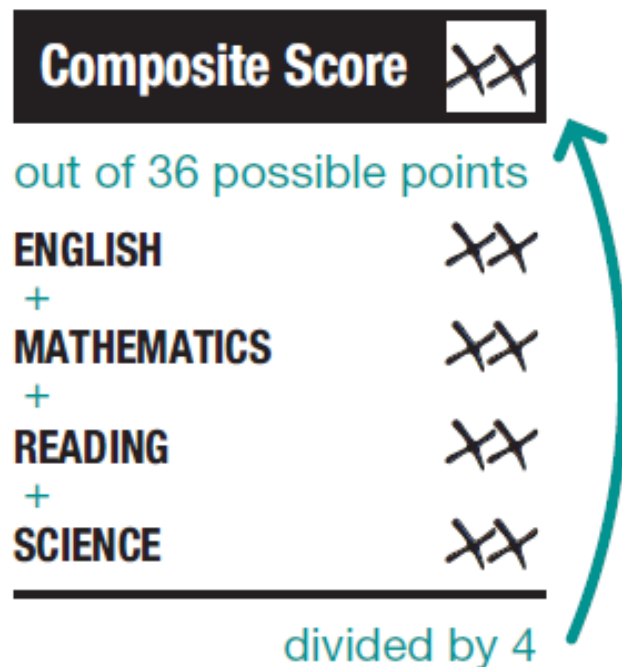 Composite Score XX
out of 36 possible points
ENGLISH XX
+
MATHEMATICS XX
+
READING XX
+
SCIENCE XX
divided by 4